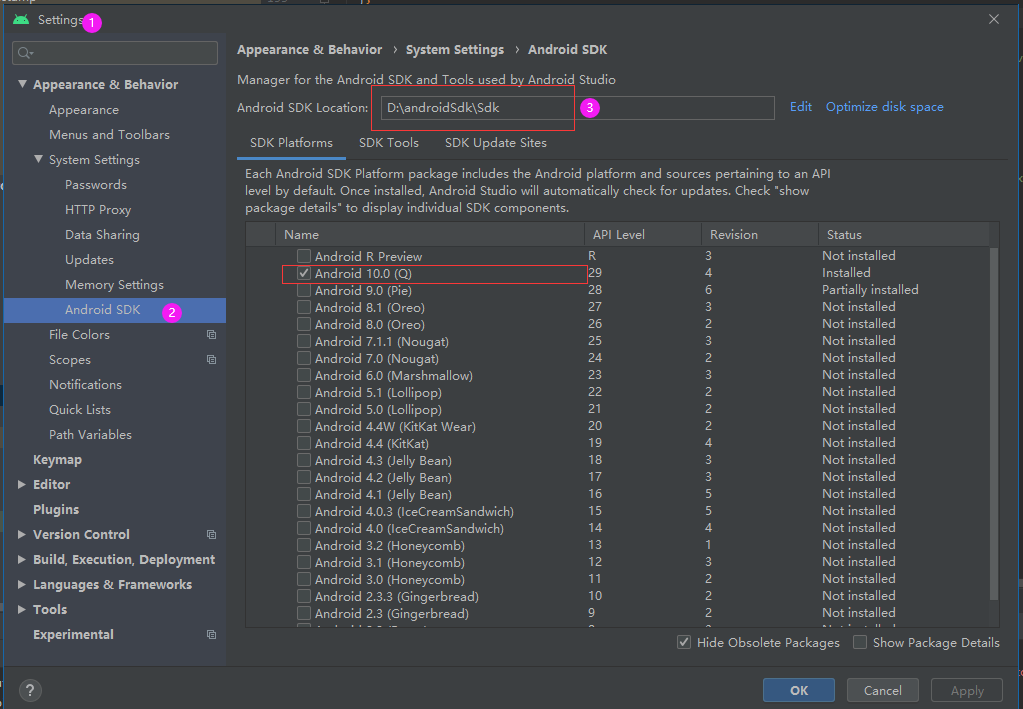 Settings 1
Appearance & Behavior
Appearance
Menus and Toolbars
System Settings
Passwords
HTTP Proxy
Data Sharing
Updates
Memory Settings
Android SDK 2
File Colors
Scopes
Notifications
Quick Lists
Path Variables
Keymap
Editor
Plugins
Version Control
Build, Execution, Deployment
Languages & Frameworks
Tools
Experimental
Appearance & Behavior › System Settings › Android SDK
Manager for the Android SDK and Tools used by Android Studio
Android SDK Location: D:\androidSdk\Sdk 3 Edit Optimize disk space
SDK Platforms SDK Tools SDK Update Sites
Each Android SDK Platform package includes the Android platform and sources pertaining to an API
level by default. Once installed, Android Studio will automatically check for updates. Check "show
package details" to display individual SDK components.
Name API Level Revision Status
Android R Preview R 3 Not installed
Android 10.0 (Q) 29 4 Installed
Android 9.0 (Pie) 28 6 Partially installed
Android 8.1 (Oreo) 27 3 Not installed
Android 8.0 (Oreo) 26 2 Not installed
Android 7.1.1 (Nougat) 25 3 Not installed
Android 7.0 (Nougat) 24 2 Not installed
Android 6.0 (Marshmallow) 23 3 Not installed
Android 5.1 (Lollipop) 22 2 Not installed
Android 5.0 (Lollipop) 21 2 Not installed
Android 4.4W (KitKat Wear) 20 2 Not installed
Android 4.4 (KitKat) 19 4 Not installed
Android 4.3 (Jelly Bean) 18 3 Not installed
Android 4.2 (Jelly Bean) 17 3 Not installed
Android 4.1 (Jelly Bean) 16 5 Not installed
Android 4.0.3 (IceCreamSandwich) 15 5 Not installed
Android 4.0 (IceCreamSandwich) 14 4 Not installed
Android 3.2 (Honeycomb) 13 1 Not installed
Android 3.1 (Honeycomb) 12 3 Not installed
Android 3.0 (Honeycomb) 11 2 Not installed
Android 2.3.3 (Gingerbread) 10 2 Not installed
Android 2.3 (Gingerbread) 9 2 Not installed
Hide Obsolete Packages Show Package Details
? OK Cancel Apply